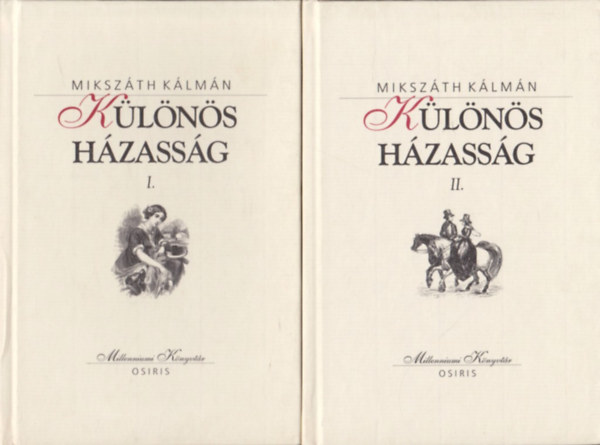 MIKSZÁTH KÁLMÁN
KÜLÖNÖS
HÁZASSÁG
I.
Millenniumi Könyvtár
OSIRIS
MIKSZÁTH KÁLMÁN
KÜLÖNÖS
HÁZASSÁG
II.
Millenniumi Könyvtár
OSIRIS